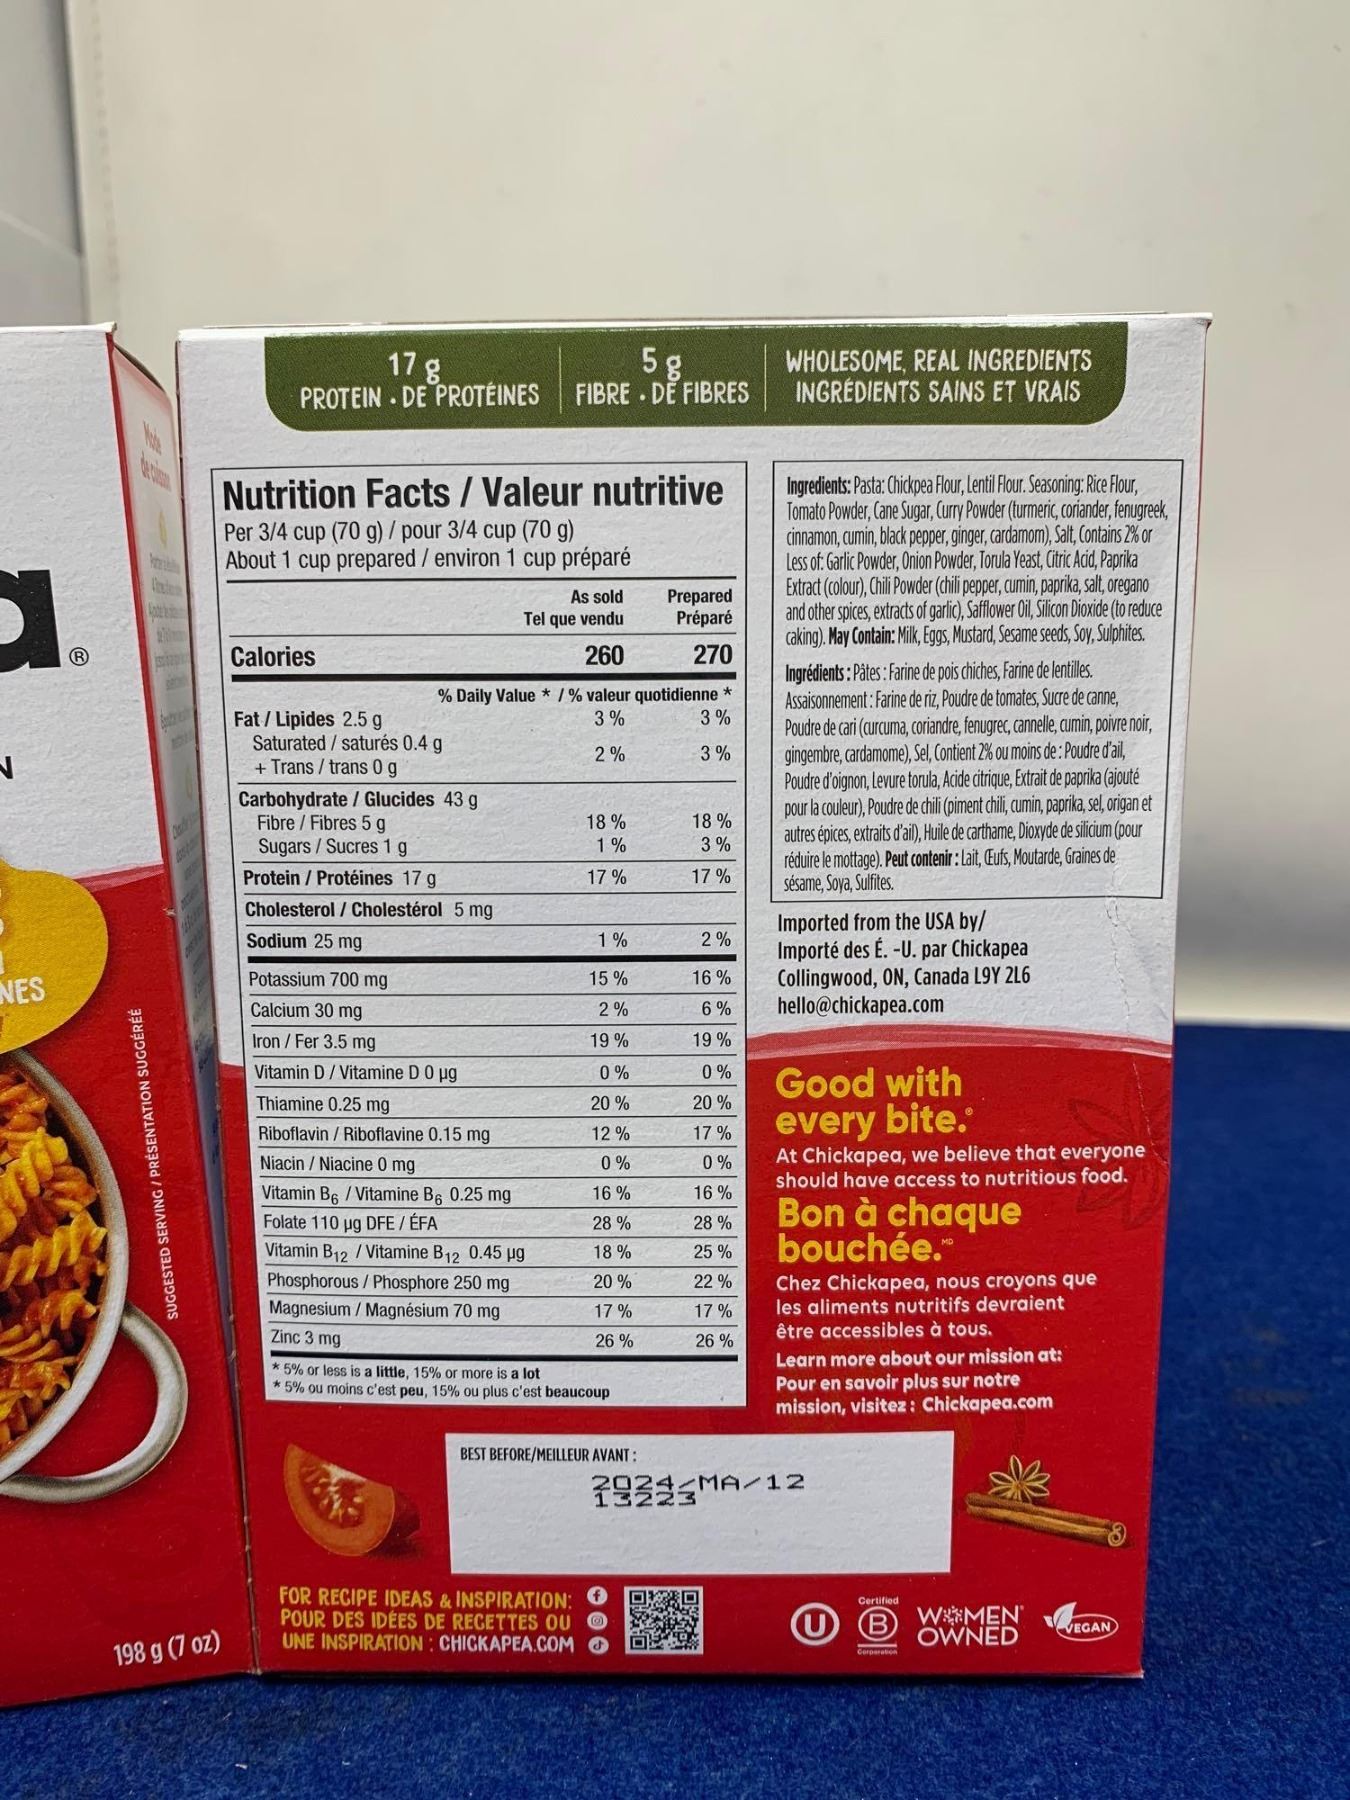 17 g
PROTEIN • DE PROTÉINES
5 g
FIBRE • DE FIBRES
WHOLESOME, REAL INGREDIENTS
INGRÉDIENTS SAINS ET VRAIS
Nutrition Facts / Valeur nutritive
Per 3/4 cup (70 g) / pour 3/4 cup (70 g)
About 1 cup prepared / environ 1 cup préparé
As sold Prepared
Tel que vendu Préparé
Calories 260 270
% Daily Value * / % valeur quotidienne *
Fat / Lipides 2.5 g 3 % 3 %
Saturated / saturés 0.4 g
+ Trans / trans 0 g 2 % 3 %
Carbohydrate / Glucides 43 g
Fibre / Fibres 5 g 18 % 18 %
Sugars / Sucres 1 g 1 % 3 %
Protein / Protéines 17 g 17 % 17 %
Cholesterol / Cholestérol 5 mg
Sodium 25 mg 1 % 2 %
Potassium 700 mg 15 % 16 %
Calcium 30 mg 2 % 6 %
Iron / Fer 3.5 mg 19 % 19 %
Vitamin D / Vitamine D 0 µg 0 % 0 %
Thiamine 0.25 mg 20 % 20 %
Riboflavin / Riboflavine 0.15 mg 12 % 17 %
Niacin / Niacine 0 mg 0 % 0 %
Vitamin B6 / Vitamine B6 0.25 mg 16 % 16 %
Folate 110 µg DFE / ÉFA 28 % 28 %
Vitamin B12 / Vitamine B12 0.45 µg 18 % 25 %
Phosphorous / Phosphore 250 mg 20 % 22 %
Magnesium / Magnésium 70 mg 17 % 17 %
Zinc 3 mg 26 % 26 %
* 5% or less is a little, 15% or more is a lot
* 5% ou moins c'est peu, 15% ou plus c'est beaucoup
Ingredients: Pasta: Chickpea Flour, Lentil Flour. Seasoning: Rice Flour,
Tomato Powder, Cane Sugar, Curry Powder (turmeric, coriander, fenugreek,
cinnamon, cumin, black pepper, ginger, cardamom), Salt, Contains 2% or
Less of: Garlic Powder, Onion Powder, Torula Yeast, Citric Acid, Paprika
Extract (colour), Chili Powder (chili pepper, cumin, paprika, salt, oregano
and other spices, extracts of garlic), Safflower Oil, Silicon Dioxide (to reduce
caking). May Contain: Milk, Eggs, Mustard, Sesame seeds, Soy, Sulphites.
Ingrédients : Pâtes : Farine de pois chiches, Farine de lentilles.
Assaisonnement : Farine de riz, Poudre de tomates, Sucre de canne,
Poudre de cari (curcuma, coriandre, fenugrec, cannelle, cumin, poivre noir,
gingembre, cardamome), Sel, Contient 2% ou moins de : Poudre d'ail,
Poudre d'oignon, Levure torula, Acide citrique, Extrait de paprika (ajouté
pour la couleur), Poudre de chili (piment chili, cumin, paprika, sel, origan et
autres épices, extraits d'ail), Huile de carthame, Dioxyde de silicium (pour
réduire le mottage). Peut contenir : Lait, Œufs, Moutarde, Graines de
sésame, Soya, Sulfites.
Imported from the USA by/
Importé des É. -U. par Chickapea
Collingwood, ON, Canada L9Y 2L6
hello@chickapea.com
Good with
every bite.®
At Chickapea, we believe that everyone
should have access to nutritious food.
Bon à chaque
bouchée.MD
Chez Chickapea, nous croyons que
les aliments nutritifs devraient
être accessibles à tous.
Learn more about our mission at:
Pour en savoir plus sur notre
mission, visitez : Chickapea.com
BEST BEFORE/MEILLEUR AVANT :
2024/MA/12
13223
FOR RECIPE IDEAS & INSPIRATION:
POUR DES IDÉES DE RECETTES OU
UNE INSPIRATION : CHICKAPEA.COM
U
Certified
B
Corporation
WOMEN
OWNED
VEGAN
a®
N
NES
SUGGESTED SERVING / PRÉSENTATION SUGGÉRÉE
198 g (7 oz)
Mode
de cuisson